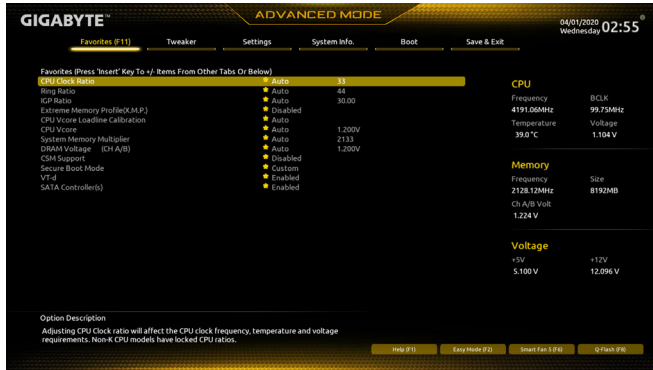 GIGABYTE™
ADVANCED MODE
04/01/2020
Wednesday 02:55
Favorites (F11) Tweaker Settings System Info. Boot Save & Exit
Favorites (Press 'Insert' Key To +/- Items From Other Tabs Or Below)
CPU Clock Ratio Auto 33
Ring Ratio Auto 44
IGP Ratio Auto 30.00
Extreme Memory Profile(X.M.P.) Disabled
CPU Vcore Loadline Calibration Auto
CPU Vcore Auto 1.200V
System Memory Multiplier Auto 2133
DRAM Voltage (CH A/B) Auto 1.200V
CSM Support Disabled
Secure Boot Mode Custom
VT-d Enabled
SATA Controller(s) Enabled
CPU
Frequency BCLK
4191.06MHz 99.75MHz
Temperature Voltage
39.0 °C 1.104 V
Memory
Frequency Size
2128.12MHz 8192MB
Ch A/B Volt
1.224 V
Voltage
+5V +12V
5.100 V 12.096 V
Option Description
Adjusting CPU Clock ratio will affect the CPU clock frequency, temperature and voltage
requirements. Non-K CPU models have locked CPU ratios.
Help (F1) Easy Mode (F2) Smart Fan 5 (F6) Q-Flash (F8)